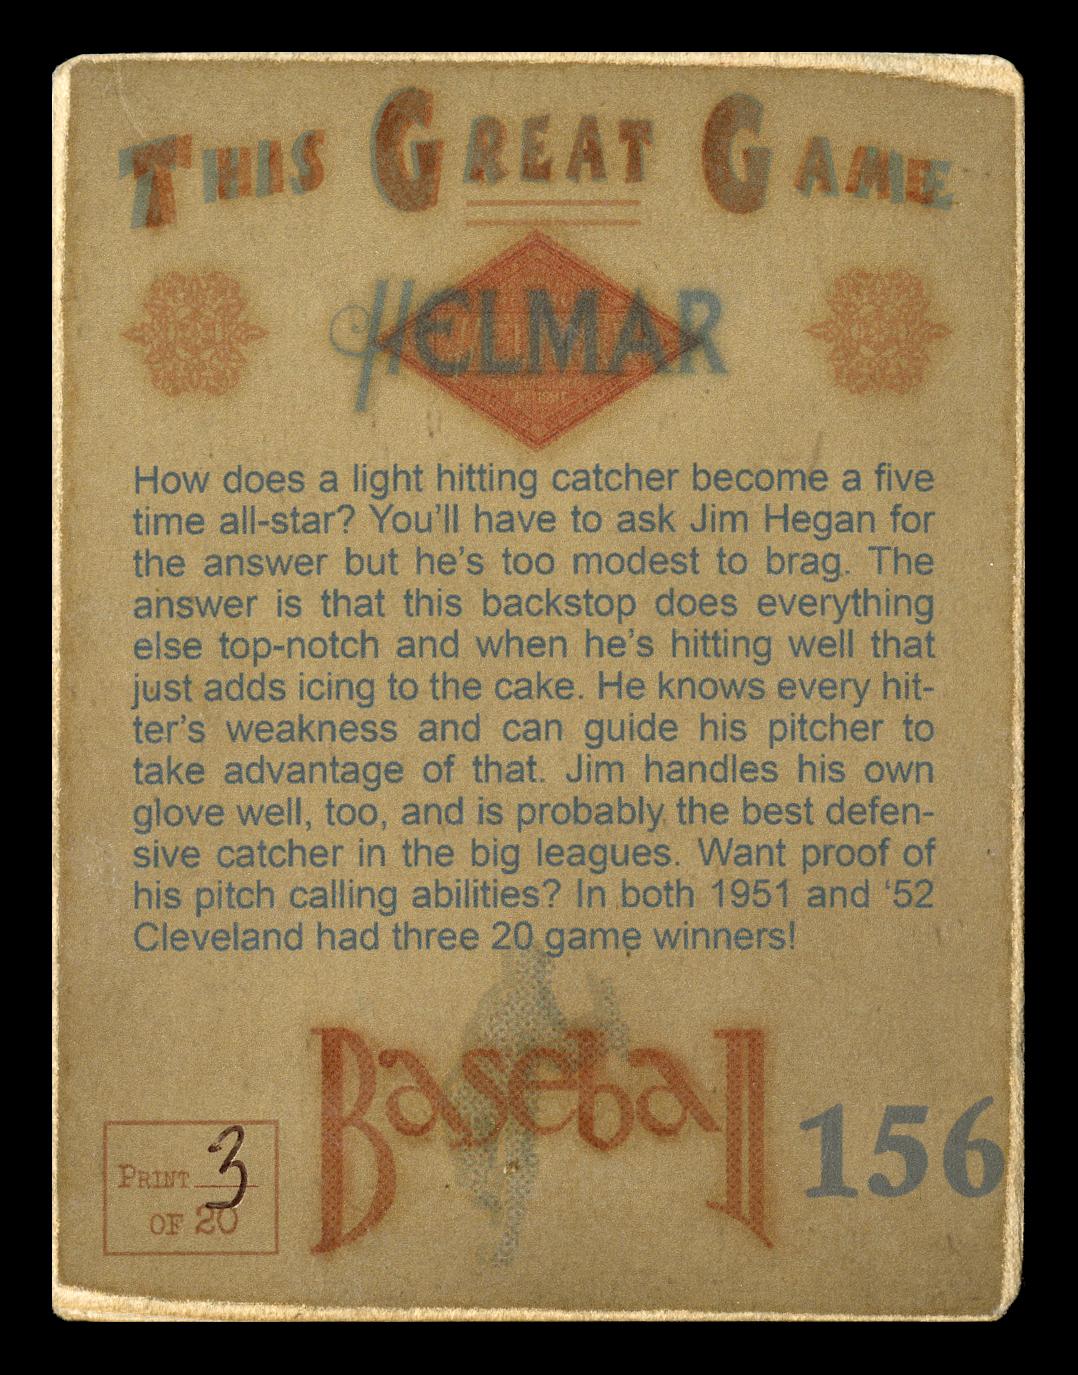 THIS GREAT GAME
HELMAR
How does a light hitting catcher become a five
time all-star? You'll have to ask Jim Hegan for
the answer but he's too modest to brag. The
answer is that this backstop does everything
else top-notch and when he's hitting well that
just adds icing to the cake. He knows every hit-
ter's weakness and can guide his pitcher to
take advantage of that. Jim handles his own
glove well, too, and is probably the best defen-
sive catcher in the big leagues. Want proof of
his pitch calling abilities? In both 1951 and ‘52
Cleveland had three 20 game winners!
Baseball
156
PRINT 3
OF 20